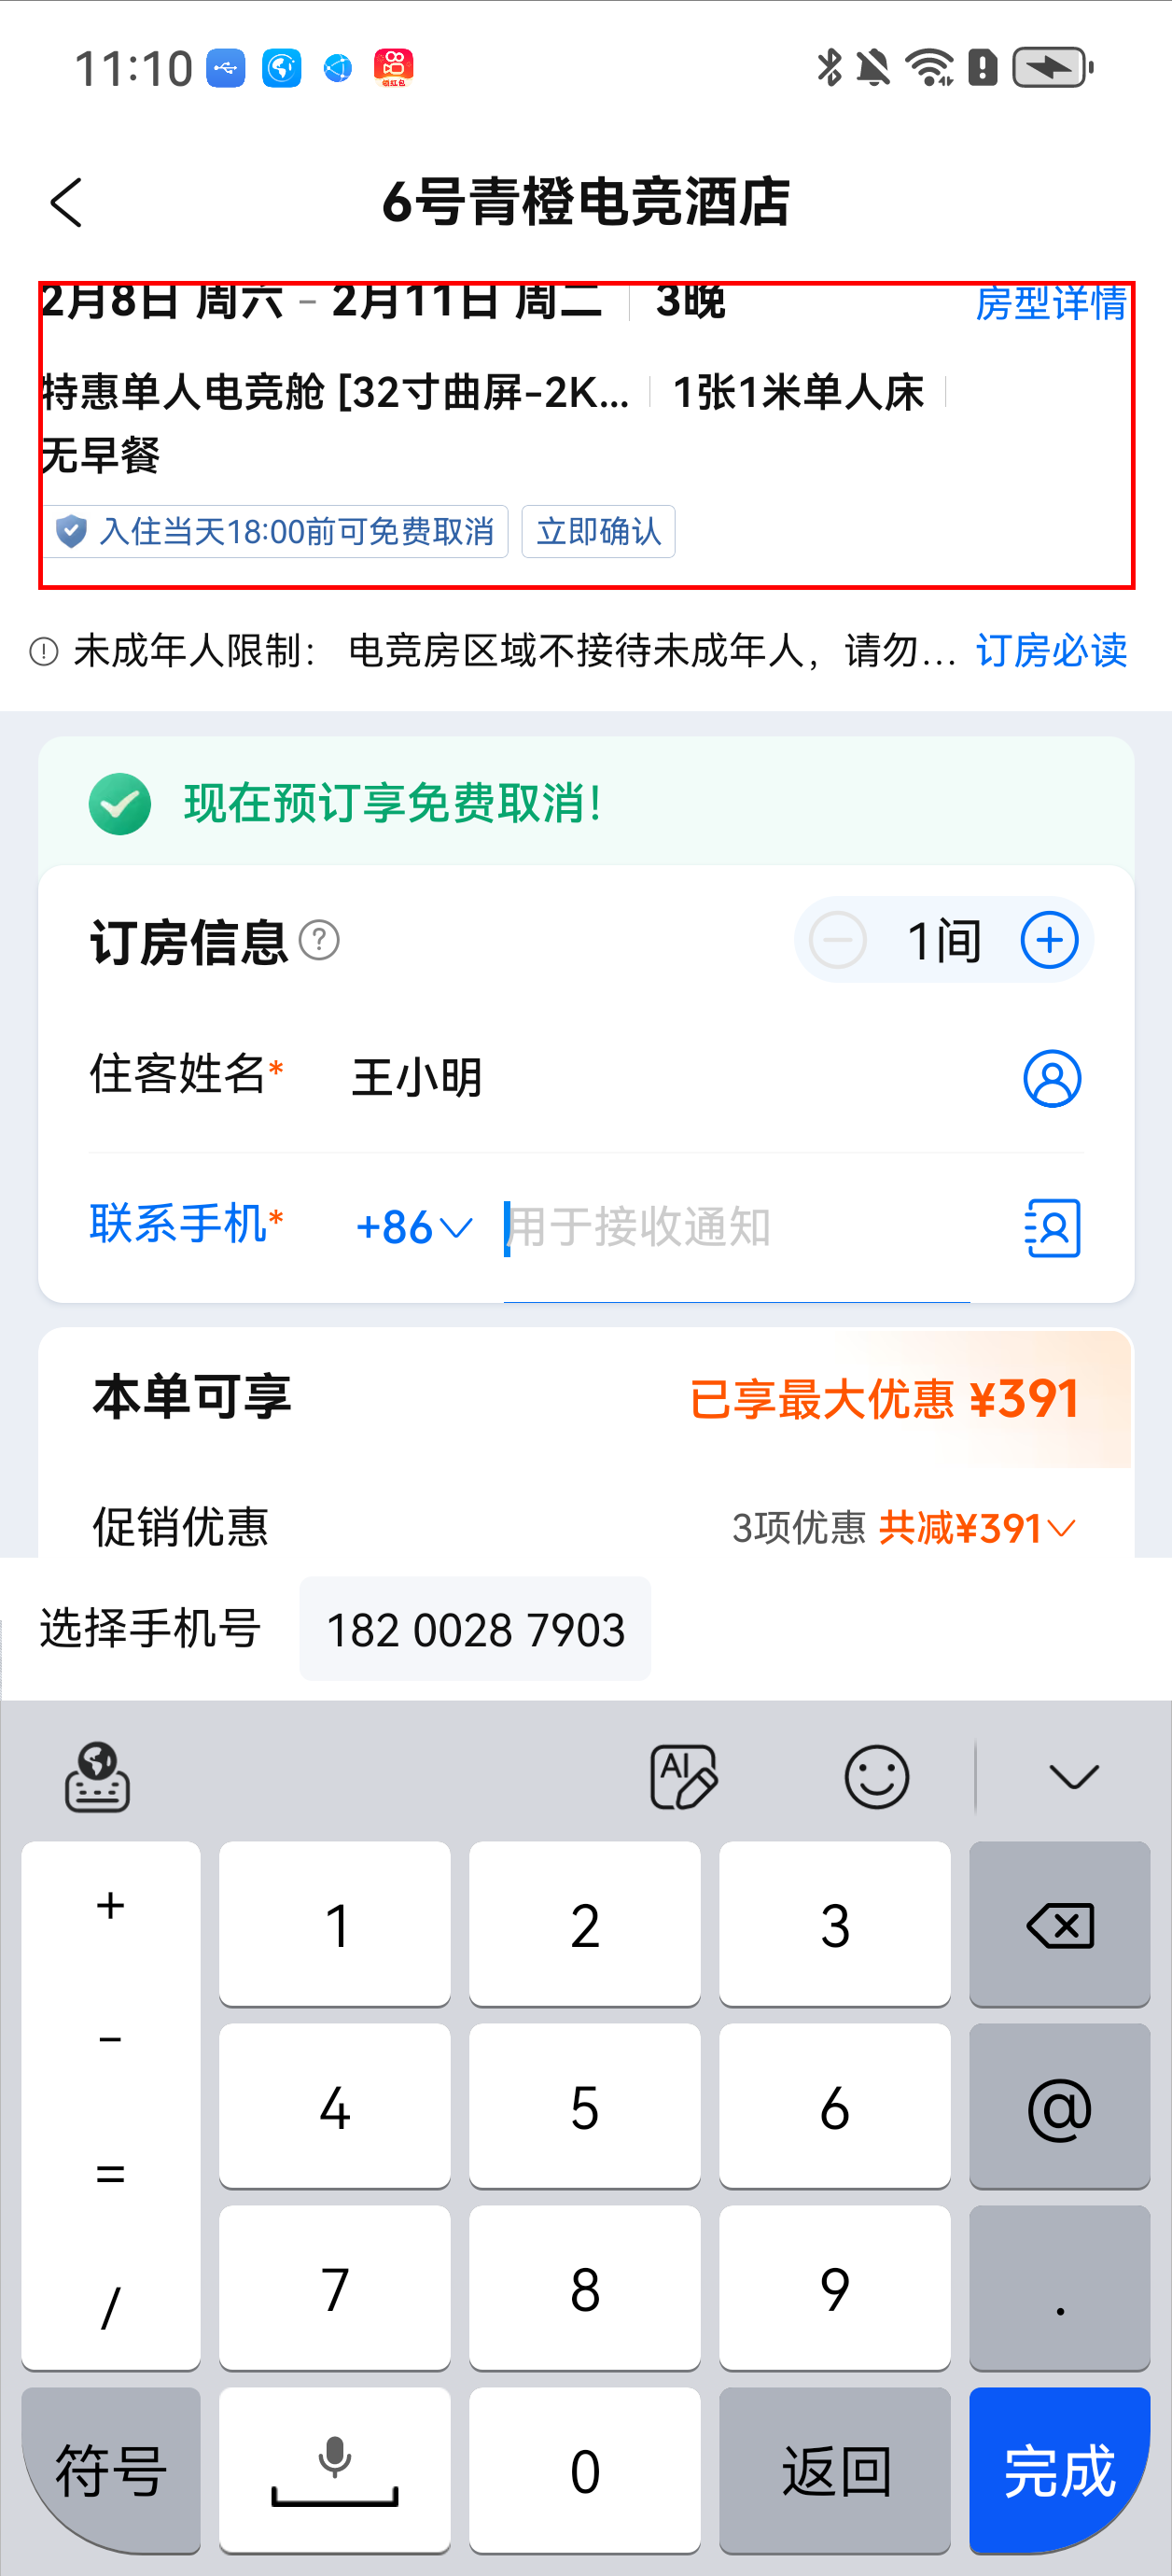 11:10
领红包
6号青橙电竞酒店
2月8日 周六 - 2月11日 周二 3晚 房型详情
特惠单人电竞舱 [32寸曲屏-2K... 1张1米单人床
无早餐
入住当天18:00前可免费取消 立即确认
未成年人限制： 电竞房区域不接待未成年人，请勿... 订房必读
现在预订享免费取消！
订房信息 ? 1间
住客姓名* 王小明
联系手机* +86 用于接收通知
本单可享 已享最大优惠 ¥391
促销优惠 3项优惠 共减¥391
选择手机号 182 0028 7903
AI
+ 1 2 3
- 4 5 6 @
=
7 8 9 .
/
符号 0 返回 完成